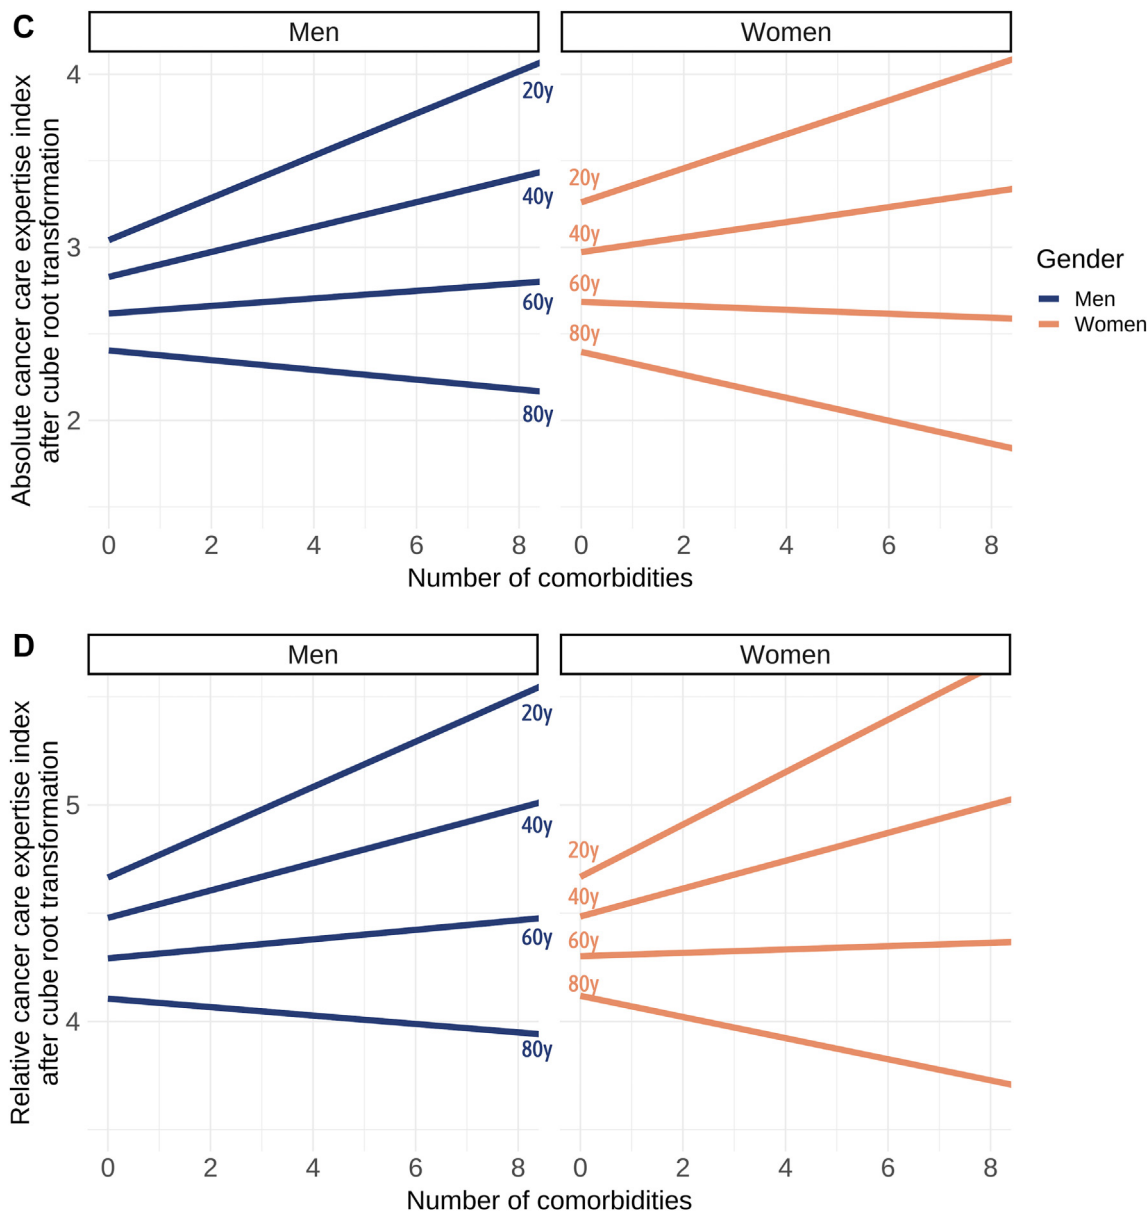 C
Men
Women
Absolute cancer care expertise index
after cube root transformation
4
3
2
20y
40y
60y
80y
20y
40y
60y
80y
0 2 4 6 8
0 2 4 6 8
Number of comorbidities
Gender
Men
Women
D
Men
Women
Relative cancer care expertise index
after cube root transformation
5
4
20y
40y
60y
80y
20y
40y
60y
80y
0 2 4 6 8
0 2 4 6 8
Number of comorbidities